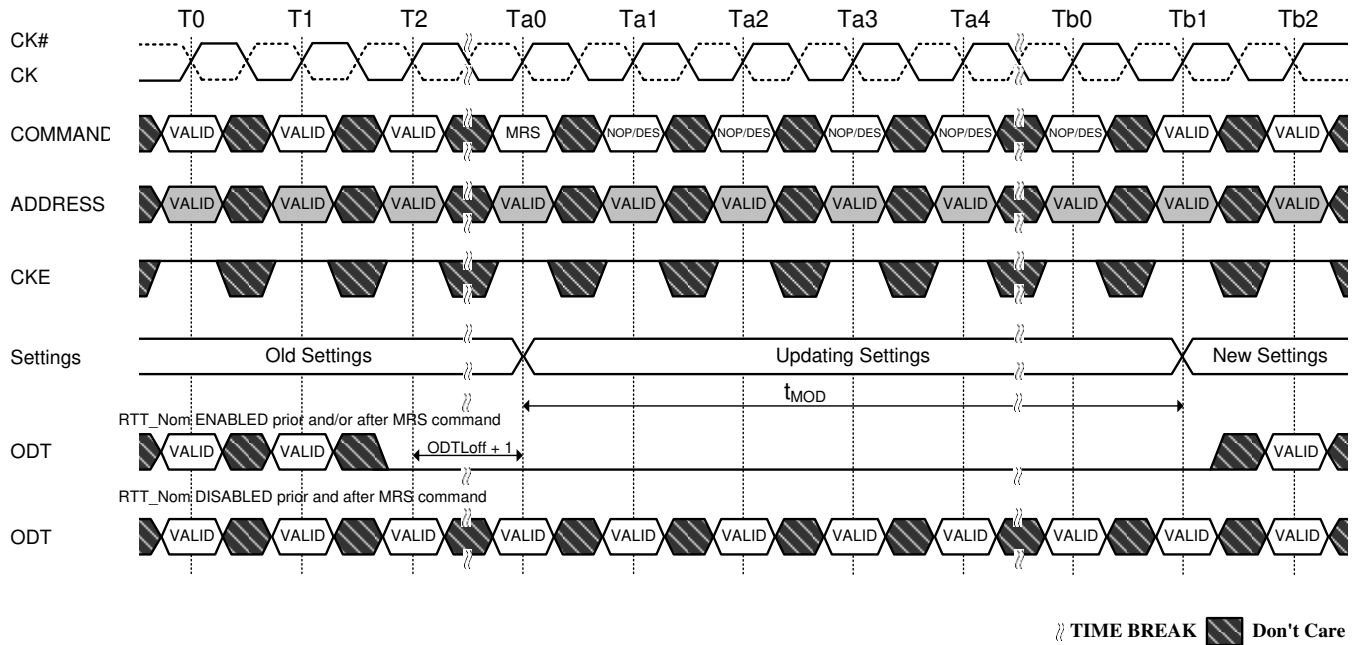 T0 T1 T2 Ta0 Ta1 Ta2 Ta3 Ta4 Tb0 Tb1 Tb2
CK#
CK
COMMAND VALID VALID VALID MRS NOP/DES NOP/DES NOP/DES NOP/DES NOP/DES VALID VALID
ADDRESS VALID VALID VALID VALID VALID VALID VALID VALID VALID VALID VALID
CKE
Settings Old Settings Updating Settings New Settings
tMOD
RTT_Nom ENABLED prior and/or after MRS command
ODT VALID VALID ODTLoff + 1 VALID
RTT_Nom DISABLED prior and after MRS command
ODT VALID VALID VALID VALID VALID VALID VALID VALID VALID VALID VALID
TIME BREAK Don't Care